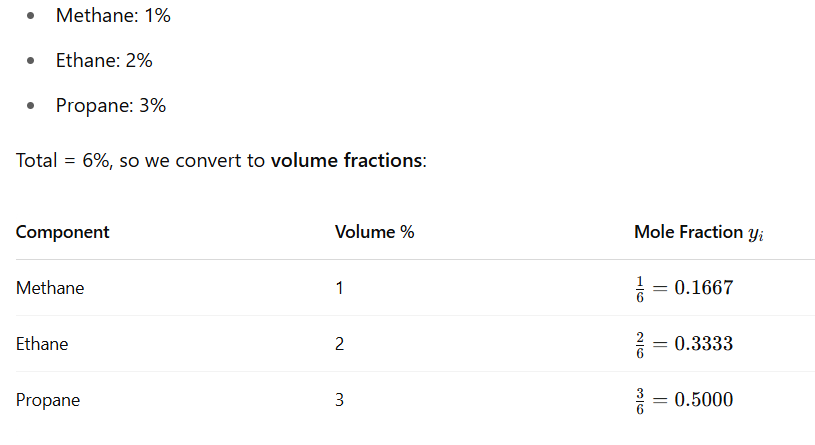 Methane: 1%
Ethane: 2%
Propane: 3%
Total = 6%, so we convert to volume fractions:
Component Volume % Mole Fraction $y_i$
Methane 1 $\frac{1}{6} = 0.1667$
Ethane 2 $\frac{2}{6} = 0.3333$
Propane 3 $\frac{3}{6} = 0.5000$